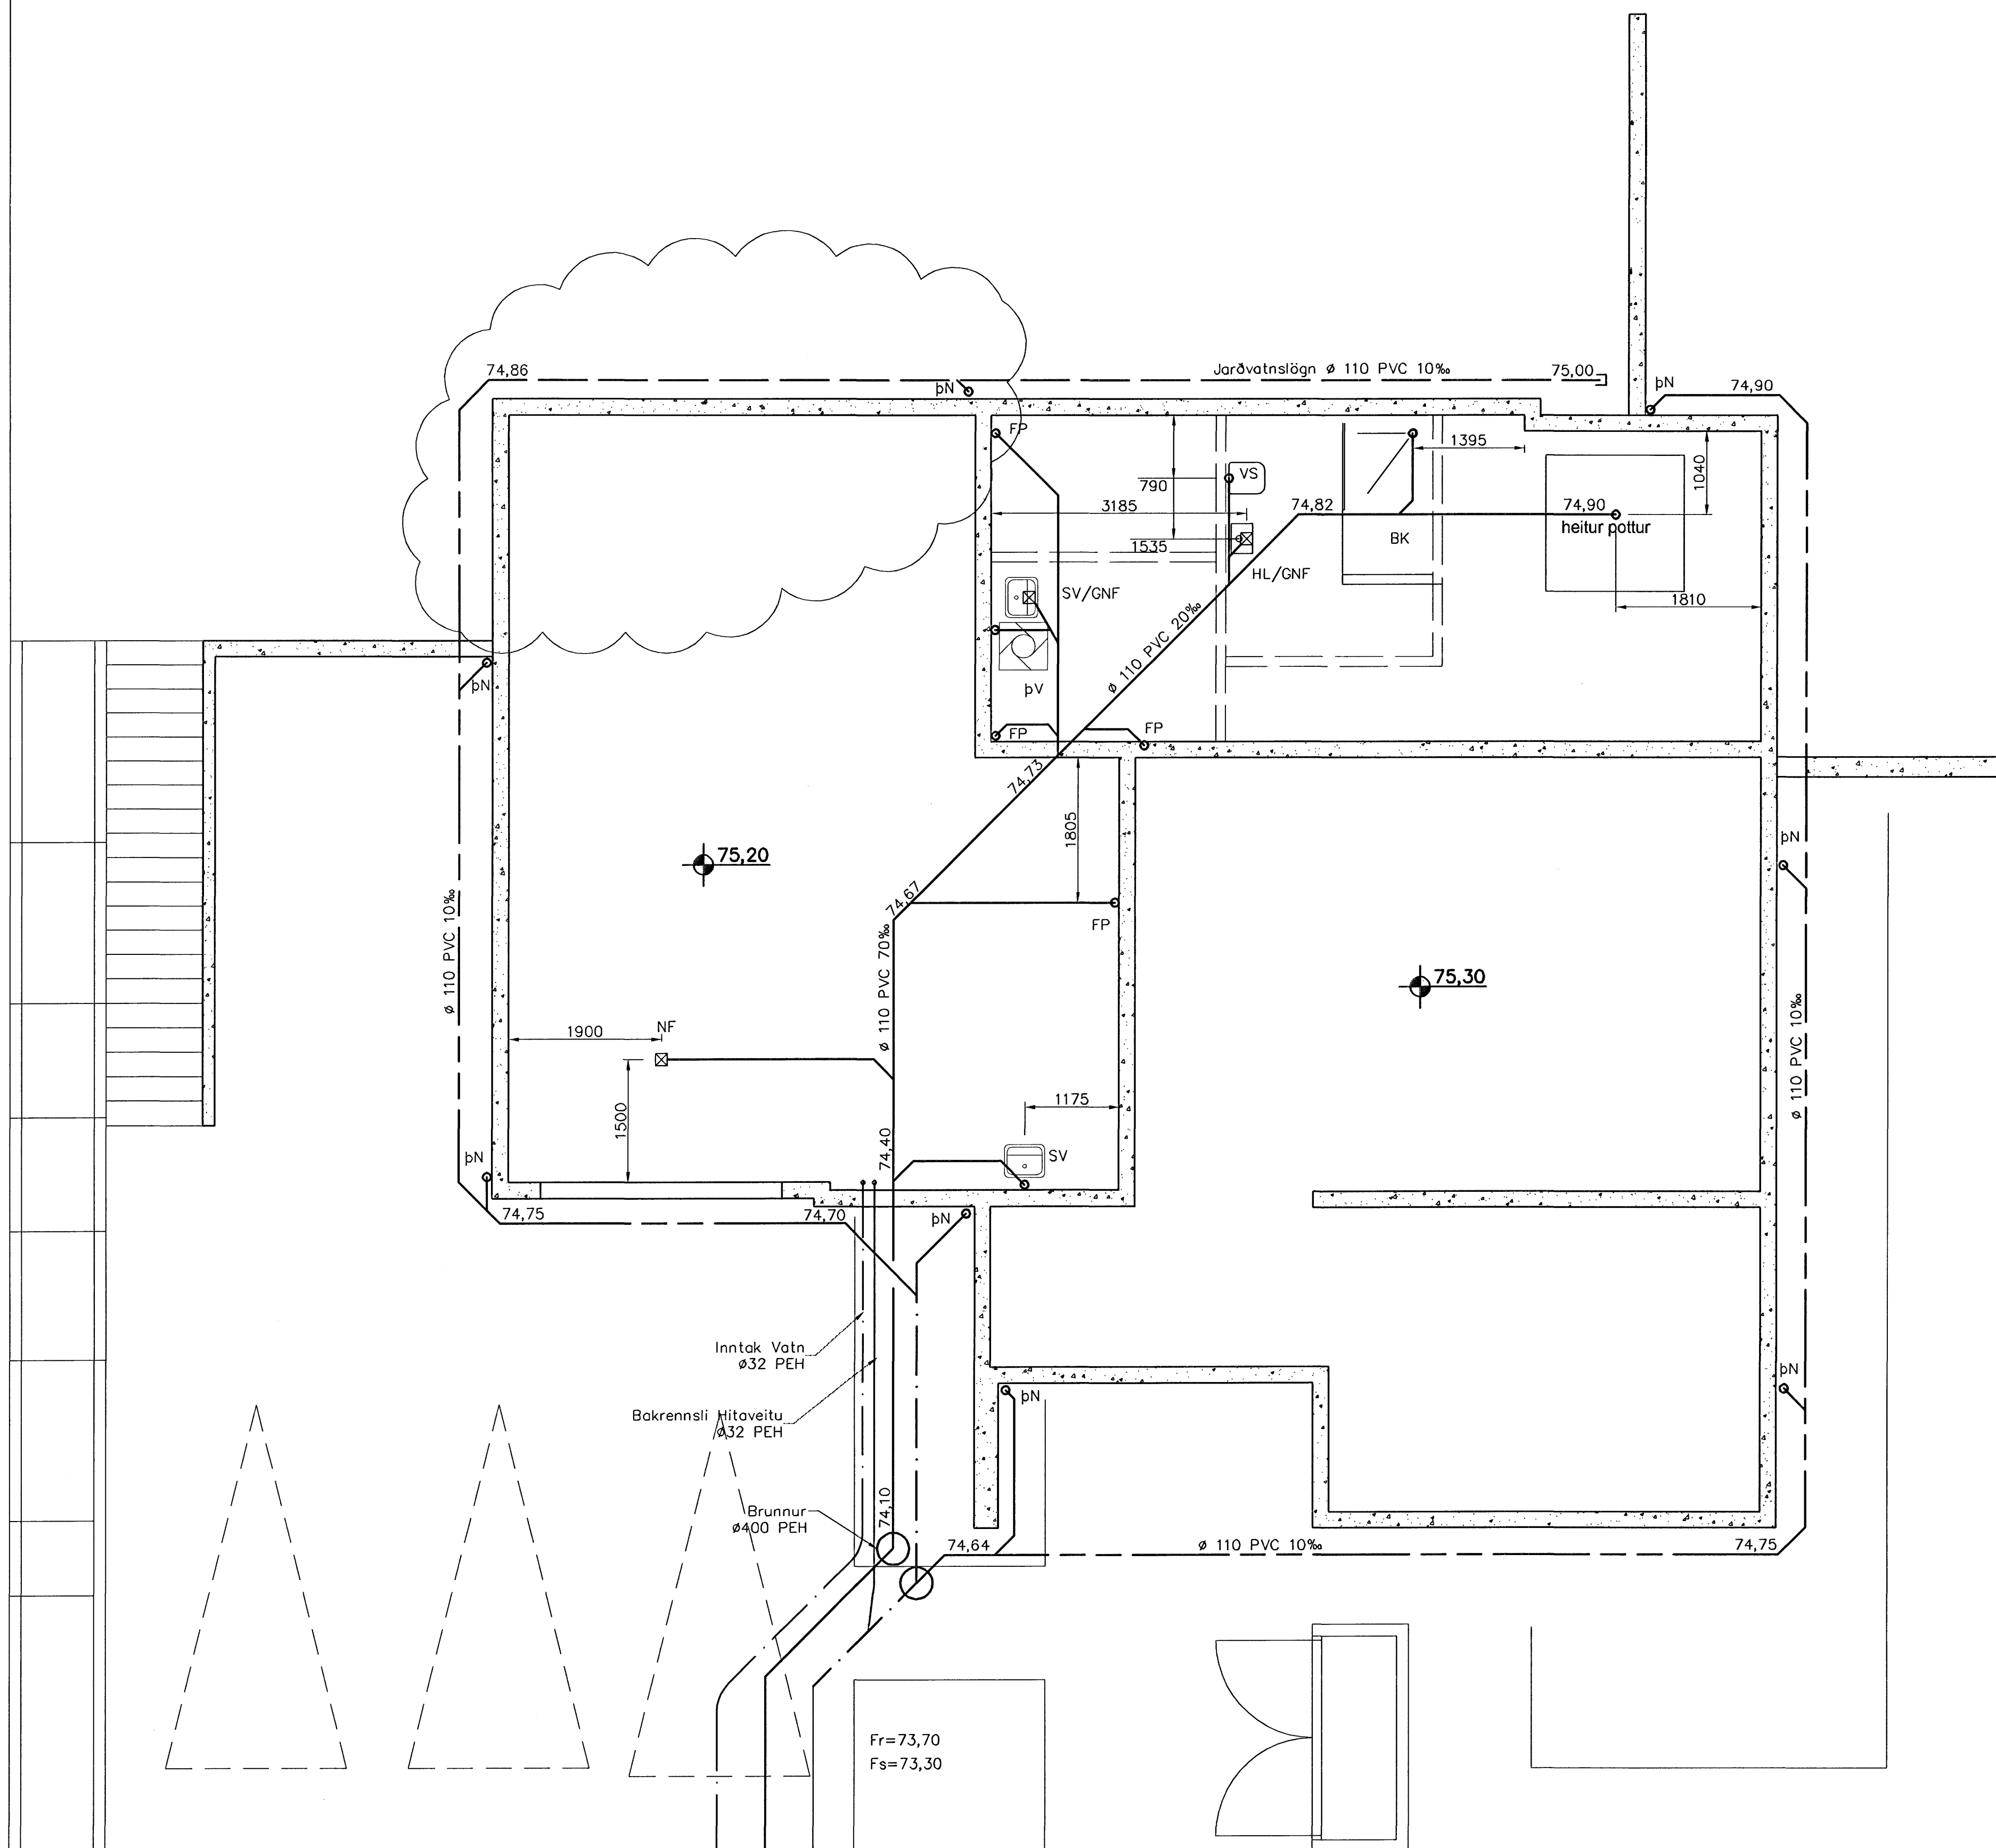 74,86
Jarðvatnslögn ø 110 PVC 10‰
75,00
þN
þN
74,90
FP
1395
1040
790
VS
3185
74,82
74,90
heitur pottur
1535
BK
HL/GNF
SV/GNF
1810
ø 110 PVC 20‰
þN
þV
FP
FP
74,73
1805
þN
75,20
74,67
FP
ø 110 PVC 10‰
ø 110 PVC 70‰
75,30
ø 110 PVC 10‰
1900
NF
1500
1175
74,40
þN
SV
74,75
74,70
þN
Inntak Vatn
ø32 PEH
þN
þN
Bakrennsli Hitaveitu
ø32 PEH
74,10
Brunnur
ø400 PEH
74,64
ø 110 PVC 10‰
74,75
Fr=73,70
Fs=73,30